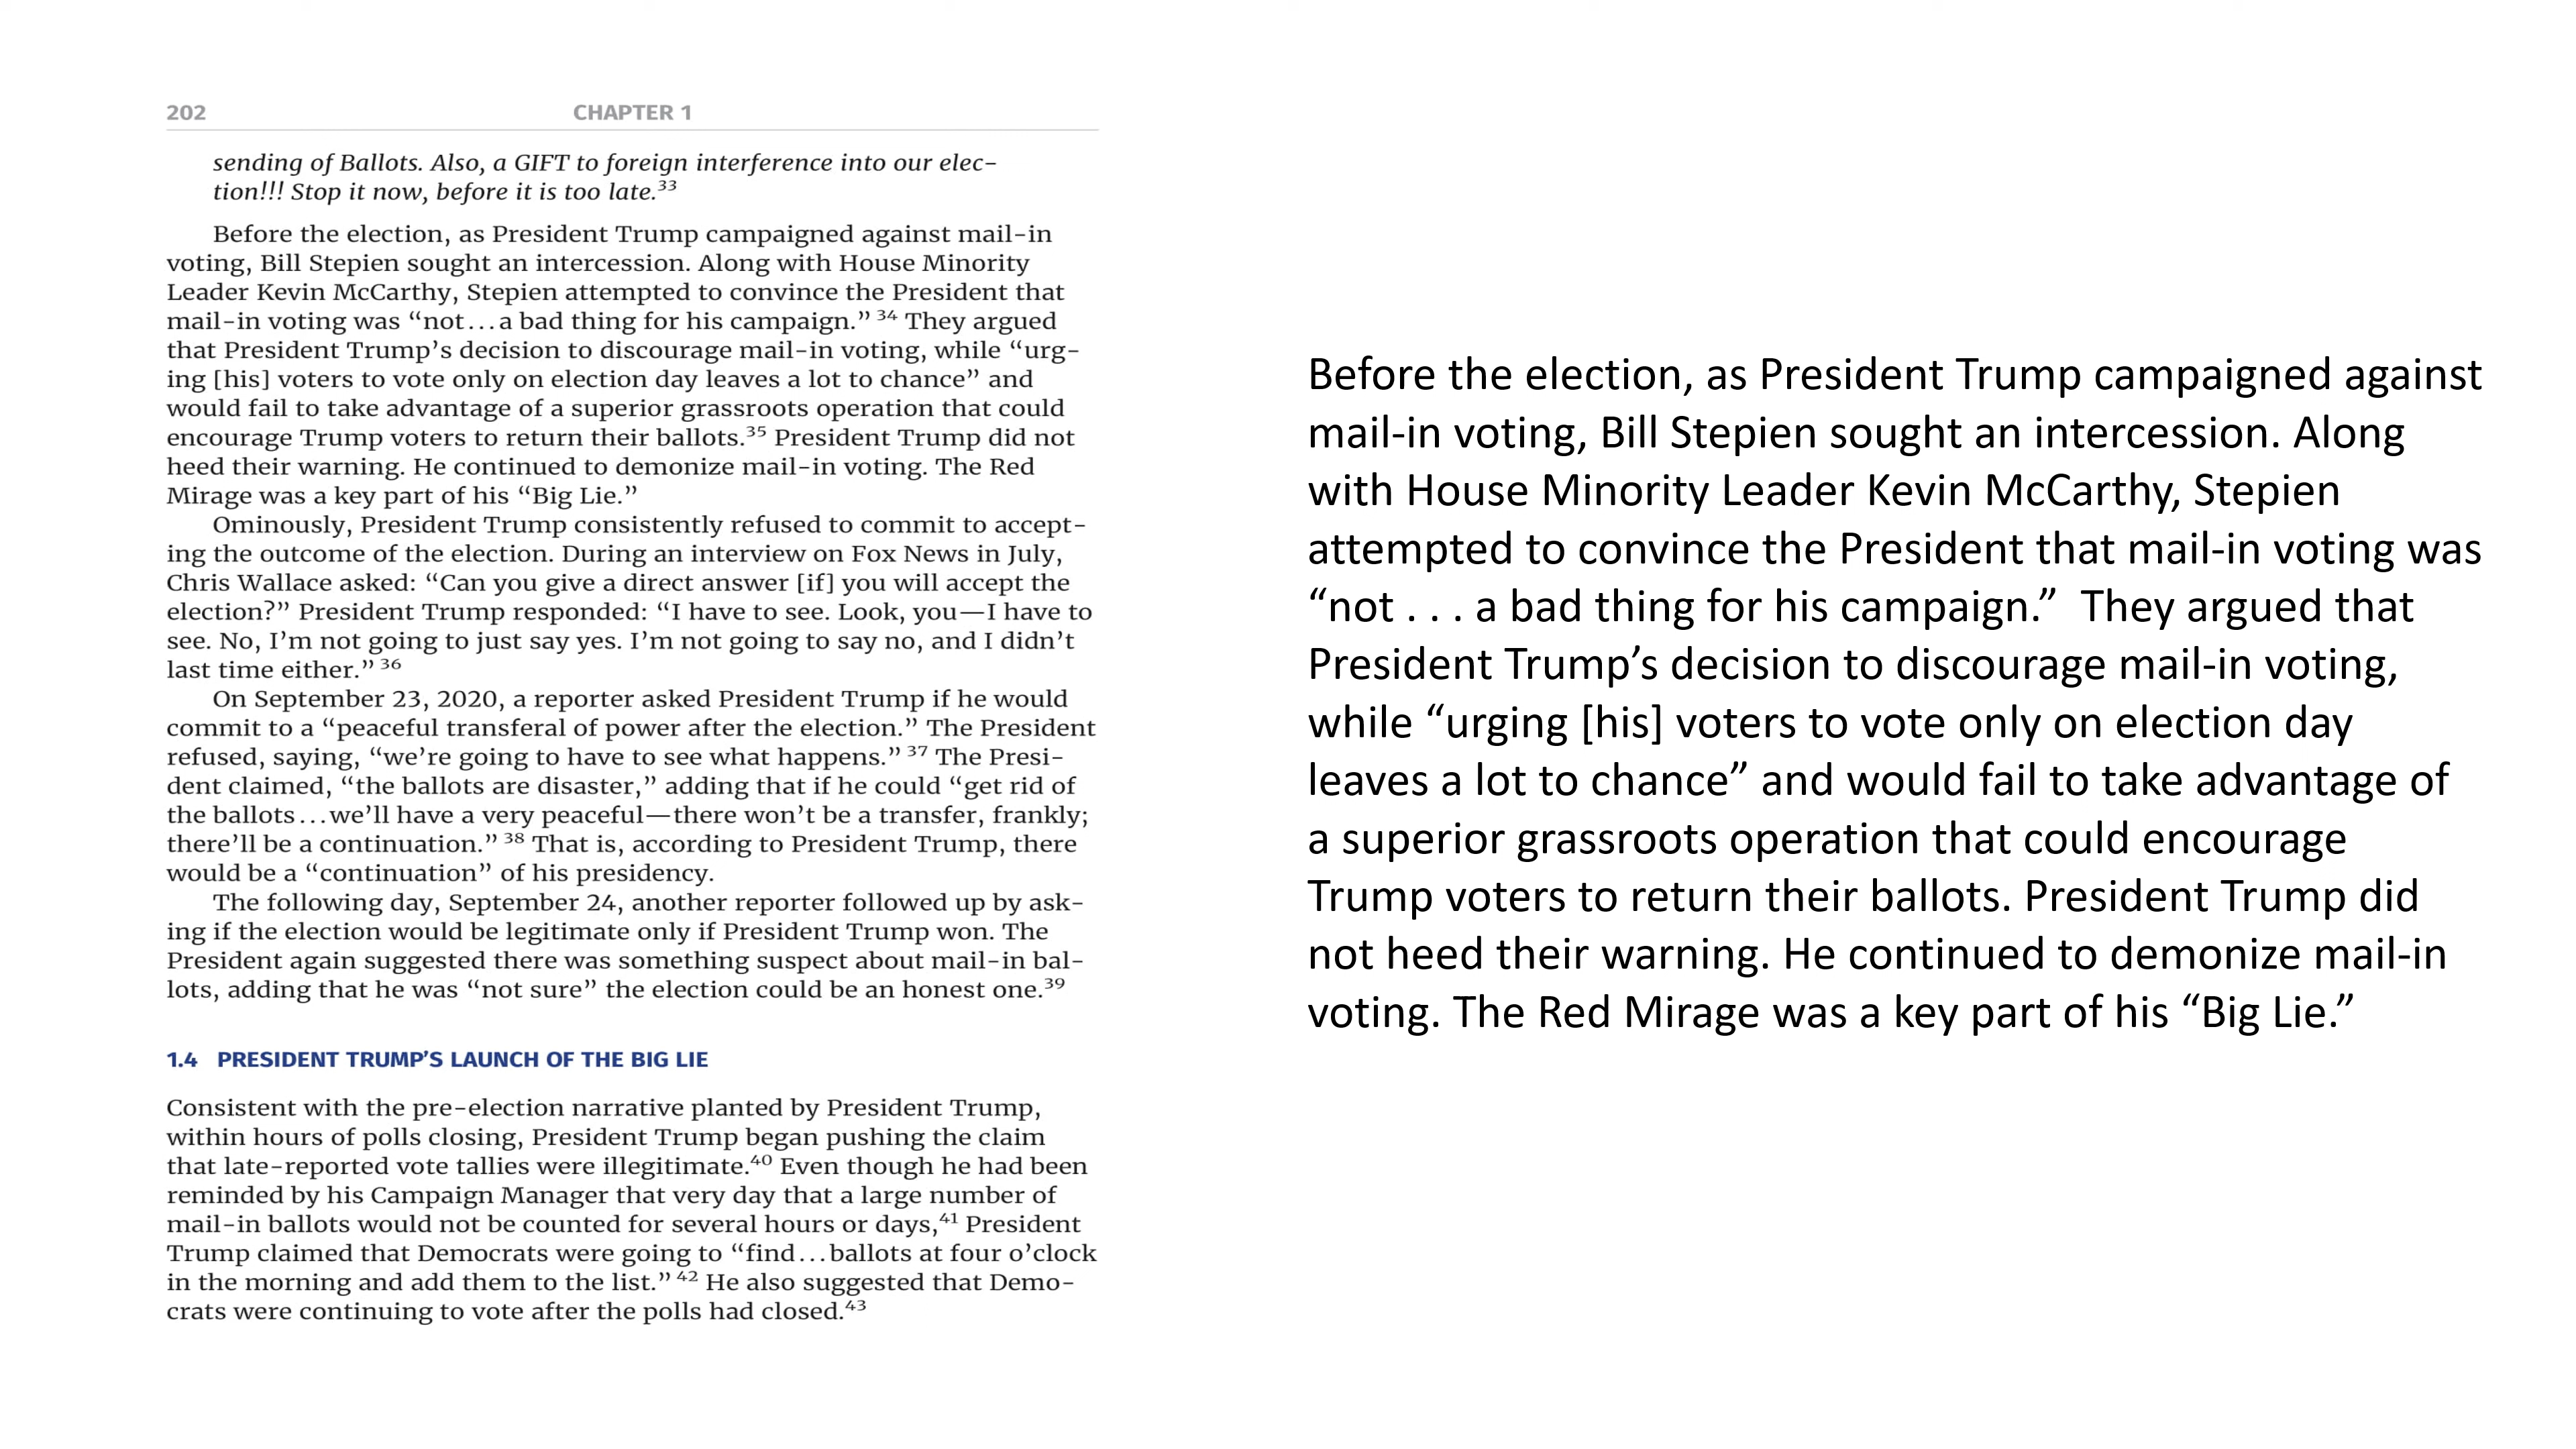 202 CHAPTER 1
sending of Ballots. Also, a GIFT to foreign interference into our elec-
tion!!! Stop it now, before it is too late.³³
Before the election, as President Trump campaigned against mail-in
voting, Bill Stepien sought an intercession. Along with House Minority
Leader Kevin McCarthy, Stepien attempted to convince the President that
mail-in voting was “not...a bad thing for his campaign.” ³⁴ They argued
that President Trump’s decision to discourage mail-in voting, while “urg-
ing [his] voters to vote only on election day leaves a lot to chance” and
would fail to take advantage of a superior grassroots operation that could
encourage Trump voters to return their ballots.³⁵ President Trump did not
heed their warning. He continued to demonize mail-in voting. The Red
Mirage was a key part of his “Big Lie.”
Ominously, President Trump consistently refused to commit to accept-
ing the outcome of the election. During an interview on Fox News in July,
Chris Wallace asked: “Can you give a direct answer [if] you will accept the
election?” President Trump responded: “I have to see. Look, you—I have to
see. No, I’m not going to just say yes. I’m not going to say no, and I didn’t
last time either.” ³⁶
On September 23, 2020, a reporter asked President Trump if he would
commit to a “peaceful transferal of power after the election.” The President
refused, saying, “we’re going to have to see what happens.” ³⁷ The Presi-
dent claimed, “the ballots are disaster,” adding that if he could “get rid of
the ballots...we’ll have a very peaceful—there won’t be a transfer, frankly;
there’ll be a continuation.” ³⁸ That is, according to President Trump, there
would be a “continuation” of his presidency.
The following day, September 24, another reporter followed up by ask-
ing if the election would be legitimate only if President Trump won. The
President again suggested there was something suspect about mail-in bal-
lots, adding that he was “not sure” the election could be an honest one.³⁹
1.4 PRESIDENT TRUMP’S LAUNCH OF THE BIG LIE
Consistent with the pre-election narrative planted by President Trump,
within hours of polls closing, President Trump began pushing the claim
that late-reported vote tallies were illegitimate.⁴⁰ Even though he had been
reminded by his Campaign Manager that very day that a large number of
mail-in ballots would not be counted for several hours or days,⁴¹ President
Trump claimed that Democrats were going to “find...ballots at four o’clock
in the morning and add them to the list.” ⁴² He also suggested that Demo-
crats were continuing to vote after the polls had closed.⁴³
Before the election, as President Trump campaigned against
mail-in voting, Bill Stepien sought an intercession. Along
with House Minority Leader Kevin McCarthy, Stepien
attempted to convince the President that mail-in voting was
“not . . . a bad thing for his campaign.”  They argued that
President Trump’s decision to discourage mail-in voting,
while “urging [his] voters to vote only on election day
leaves a lot to chance” and would fail to take advantage of
a superior grassroots operation that could encourage
Trump voters to return their ballots. President Trump did
not heed their warning. He continued to demonize mail-in
voting. The Red Mirage was a key part of his “Big Lie.”